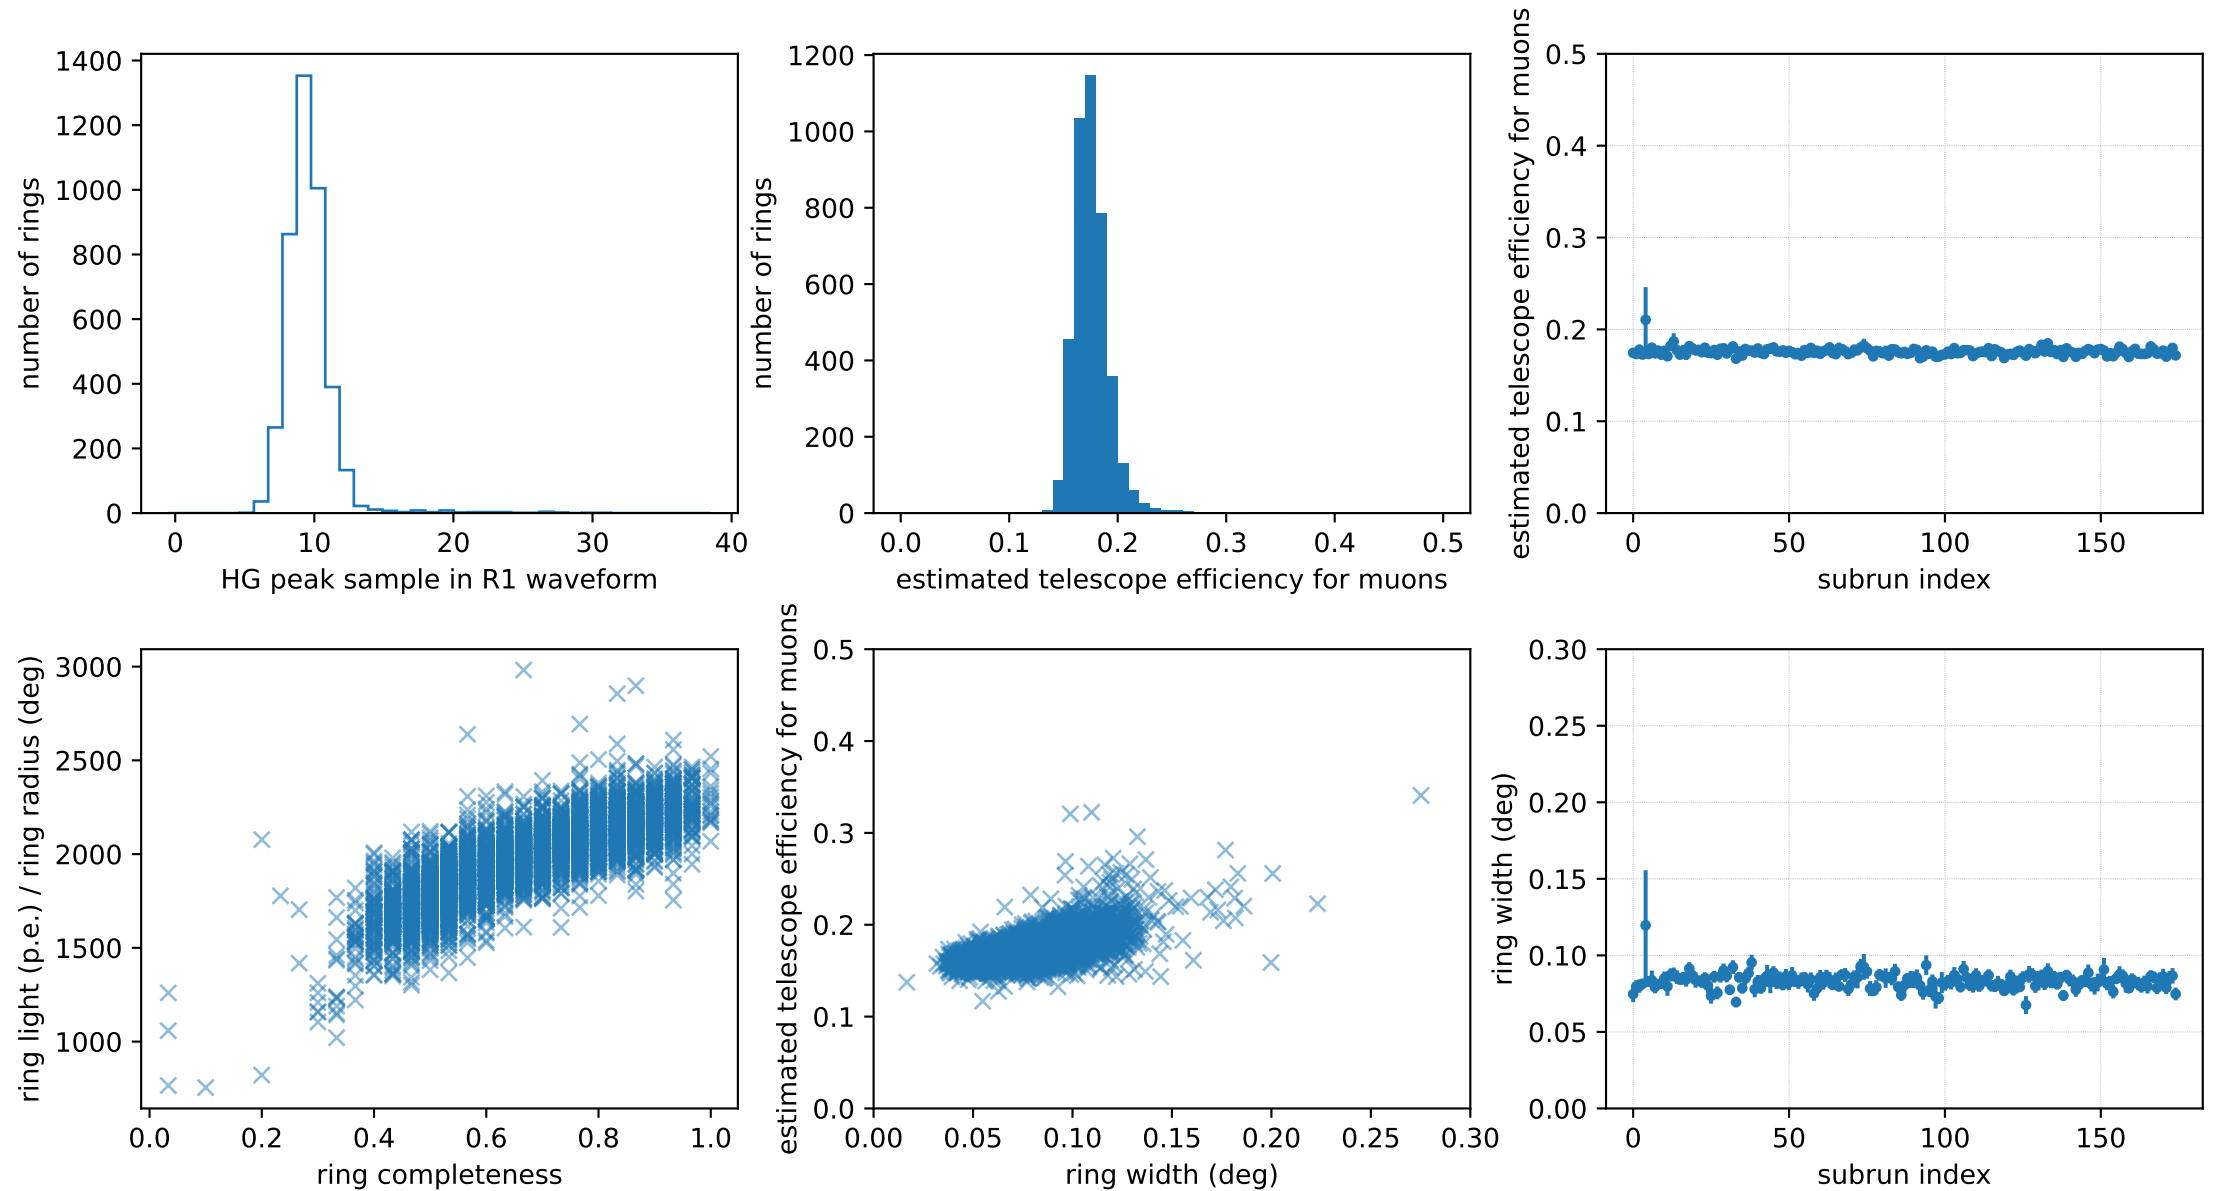 1400
1200
1000
800
600
400
200
0
number of rings
0 10 20 30 40
HG peak sample in R1 waveform
1200
1000
800
600
400
200
0
number of rings
0.0 0.1 0.2 0.3 0.4 0.5
estimated telescope efficiency for muons
0.5
0.4
0.3
0.2
0.1
0.0
estimated telescope efficiency for muons
0 50 100 150
subrun index
3000
2500
2000
1500
1000
ring light (p.e.) / ring radius (deg)
0.0 0.2 0.4 0.6 0.8 1.0
ring completeness
0.5
0.4
0.3
0.2
0.1
0.0
estimated telescope efficiency for muons
0.00 0.05 0.10 0.15 0.20 0.25 0.30
ring width (deg)
0.30
0.25
0.20
0.15
0.10
0.05
0.00
ring width (deg)
0 50 100 150
subrun index